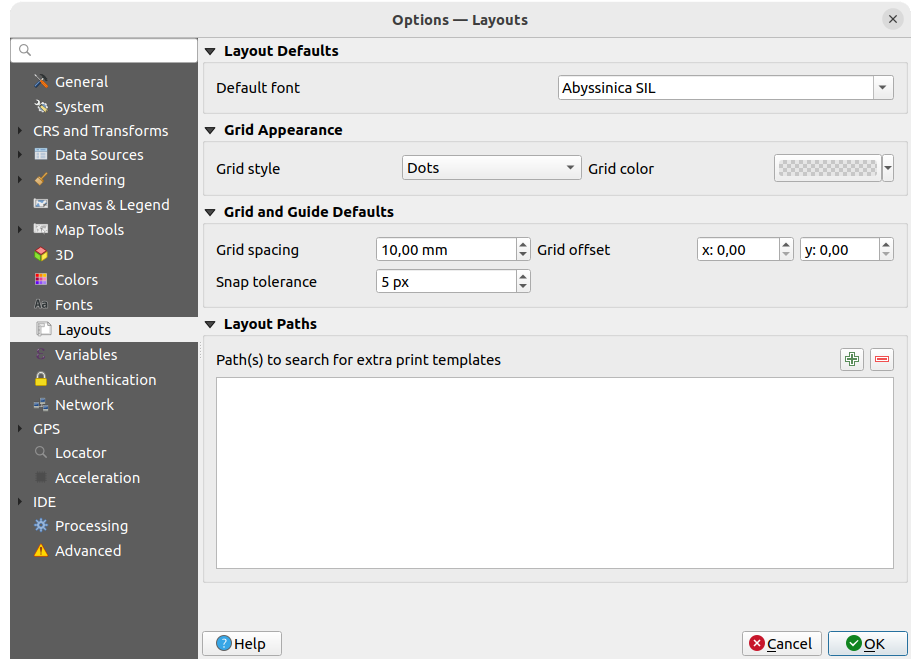 Options — Layouts
General
System
CRS and Transforms
Data Sources
Rendering
Canvas & Legend
Map Tools
3D
Colors
Aa Fonts
Layouts
Variables
Authentication
Network
GPS
Locator
Acceleration
IDE
Processing
Advanced
Layout Defaults
Default font Abyssinica SIL
Grid Appearance
Grid style Dots Grid color
Grid and Guide Defaults
Grid spacing 10,00 mm Grid offset x: 0,00 y: 0,00
Snap tolerance 5 px
Layout Paths
Path(s) to search for extra print templates
? Help Cancel OK